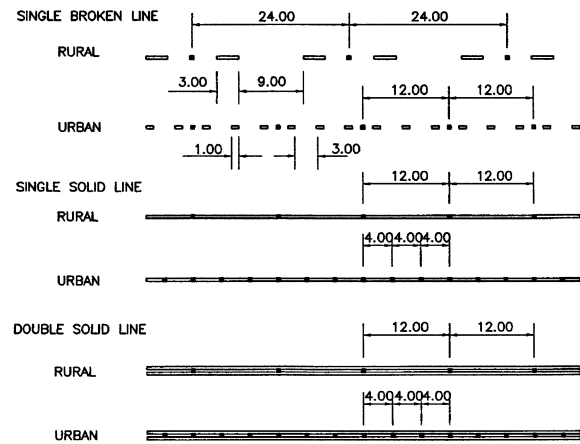 SINGLE BROKEN LINE
24.00 24.00
RURAL
3.00 9.00
12.00 12.00
URBAN
1.00 3.00
12.00 12.00
SINGLE SOLID LINE
RURAL
4.00 4.00 4.00
URBAN
DOUBLE SOLID LINE
12.00 12.00
RURAL
4.00 4.00 4.00
URBAN